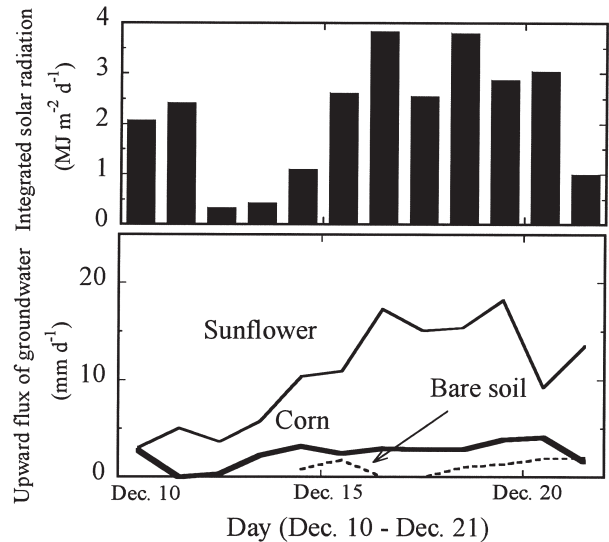 Integrated solar radiation
(MJ m-2 d-1)
4
3
2
1
0
Upward flux of groundwater
(mm d-1)
20
10
0
Sunflower
Bare soil
Corn
Dec. 10
Dec. 15
Dec. 20
Day (Dec. 10 - Dec. 21)